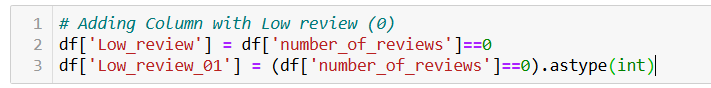 1 # Adding Column with Low review (0)
2 df['Low_review'] = df['number_of_reviews']==0
3 df['Low_review_01'] = (df['number_of_reviews']==0).astype(int)